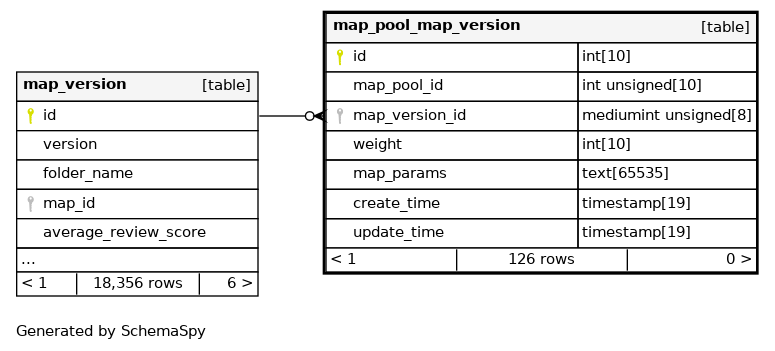 map_version [table]
id
version
folder_name
map_id
average_review_score
...
< 1 18,356 rows 6 >
map_pool_map_version [table]
id int[10]
map_pool_id int unsigned[10]
map_version_id mediumint unsigned[8]
weight int[10]
map_params text[65535]
create_time timestamp[19]
update_time timestamp[19]
< 1 126 rows 0 >
Generated by SchemaSpy